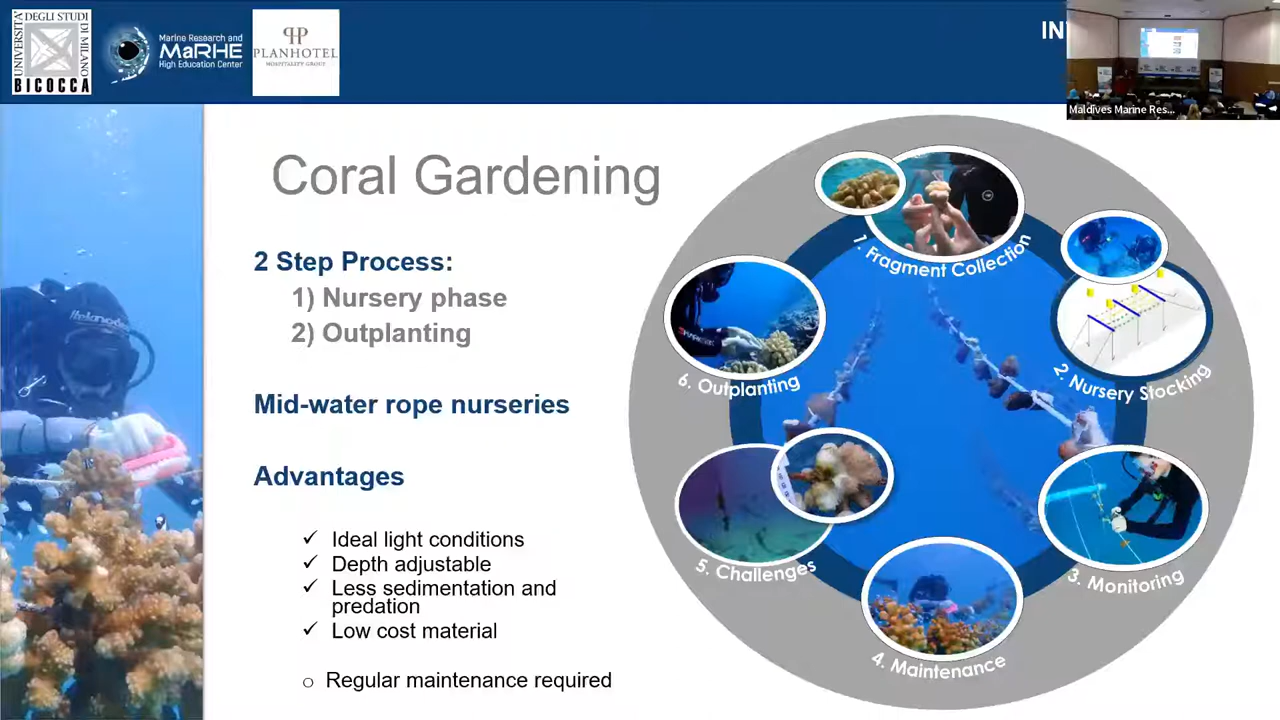 UNIVERSITÀ
DEGLI STUDI
DI MILANO
BICOCCA
Marine Research and
MaRHE
High Education Center
PLANHOTEL
HOSPITALITY GROUP
Maldives Marine Res...
Coral Gardening
2 Step Process:
1) Nursery phase
2) Outplanting
Mid-water rope nurseries
Advantages
✓ Ideal light conditions
✓ Depth adjustable
✓ Less sedimentation and
predation
✓ Low cost material
o Regular maintenance required
1. Fragment Collection
2. Nursery Stocking
3. Monitoring
4. Maintenance
5. Challenges
6. Outplanting